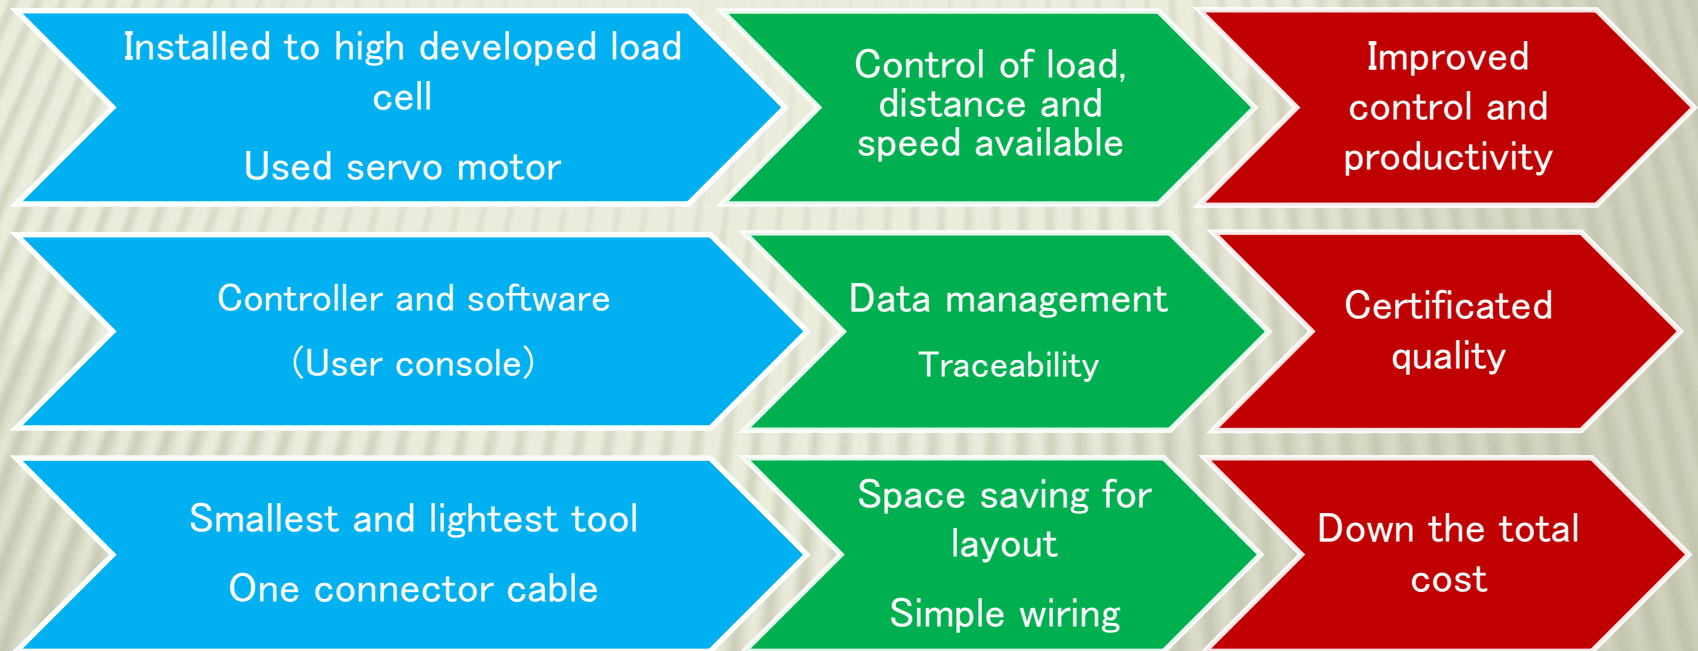 Installed to high developed load
cell
Used servo motor
Control of load,
distance and
speed available
Improved
control and
productivity
Controller and software
(User console)
Data management
Traceability
Certificated
quality
Smallest and lightest tool
One connector cable
Space saving for
layout
Simple wiring
Down the total
cost